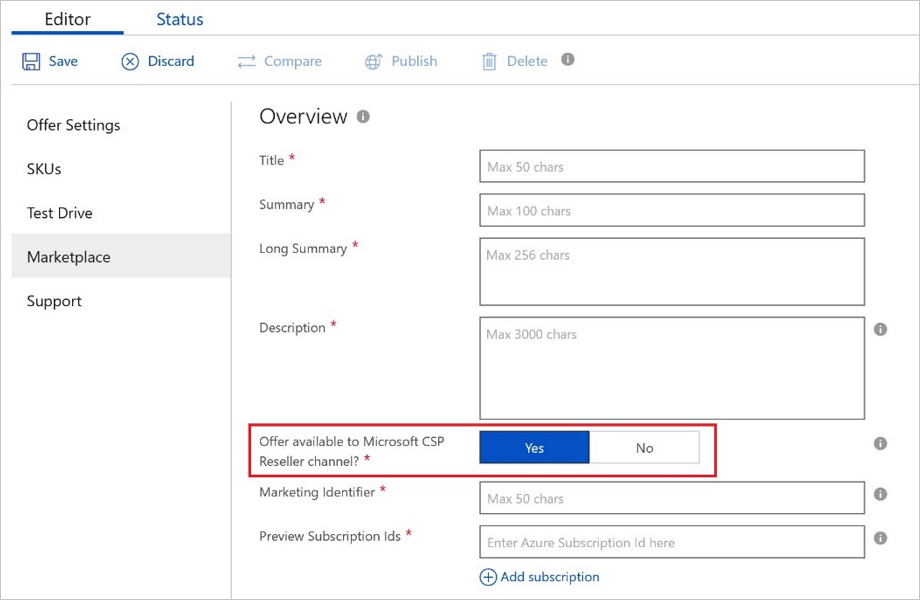 Editor Status
Save Discard Compare Publish Delete
Offer Settings
SKUs
Test Drive
Marketplace
Support
Overview
Title *
Max 50 chars
Summary *
Max 100 chars
Long Summary *
Max 256 chars
Description *
Max 3000 chars
Offer available to Microsoft CSP
Reseller channel? *
Yes No
Marketing Identifier *
Max 50 chars
Preview Subscription Ids *
Enter Azure Subscription Id here
Add subscription